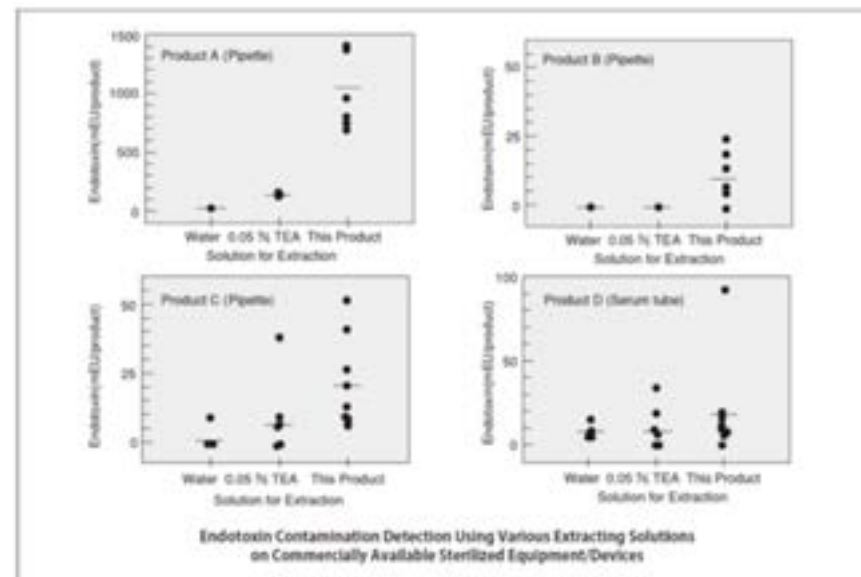 1500
1000
500
0
Endotoxin(mEU/product)
Product A (Pipette)
Water 0.05 % TEA This Product
Solution for Extraction
50
25
0
Endotoxin(mEU/product)
Product B (Pipette)
Water 0.05 % TEA This Product
Solution for Extraction
50
25
0
Endotoxin(mEU/product)
Product C (Pipette)
Water 0.05 % TEA This Product
Solution for Extraction
100
50
0
Endotoxin(mEU/product)
Product D (Serum tube)
Water 0.05 % TEA This Product
Solution for Extraction
Endotoxin Contamination Detection Using Various Extracting Solutions
on Commercially Available Sterilized Equipment/Devices